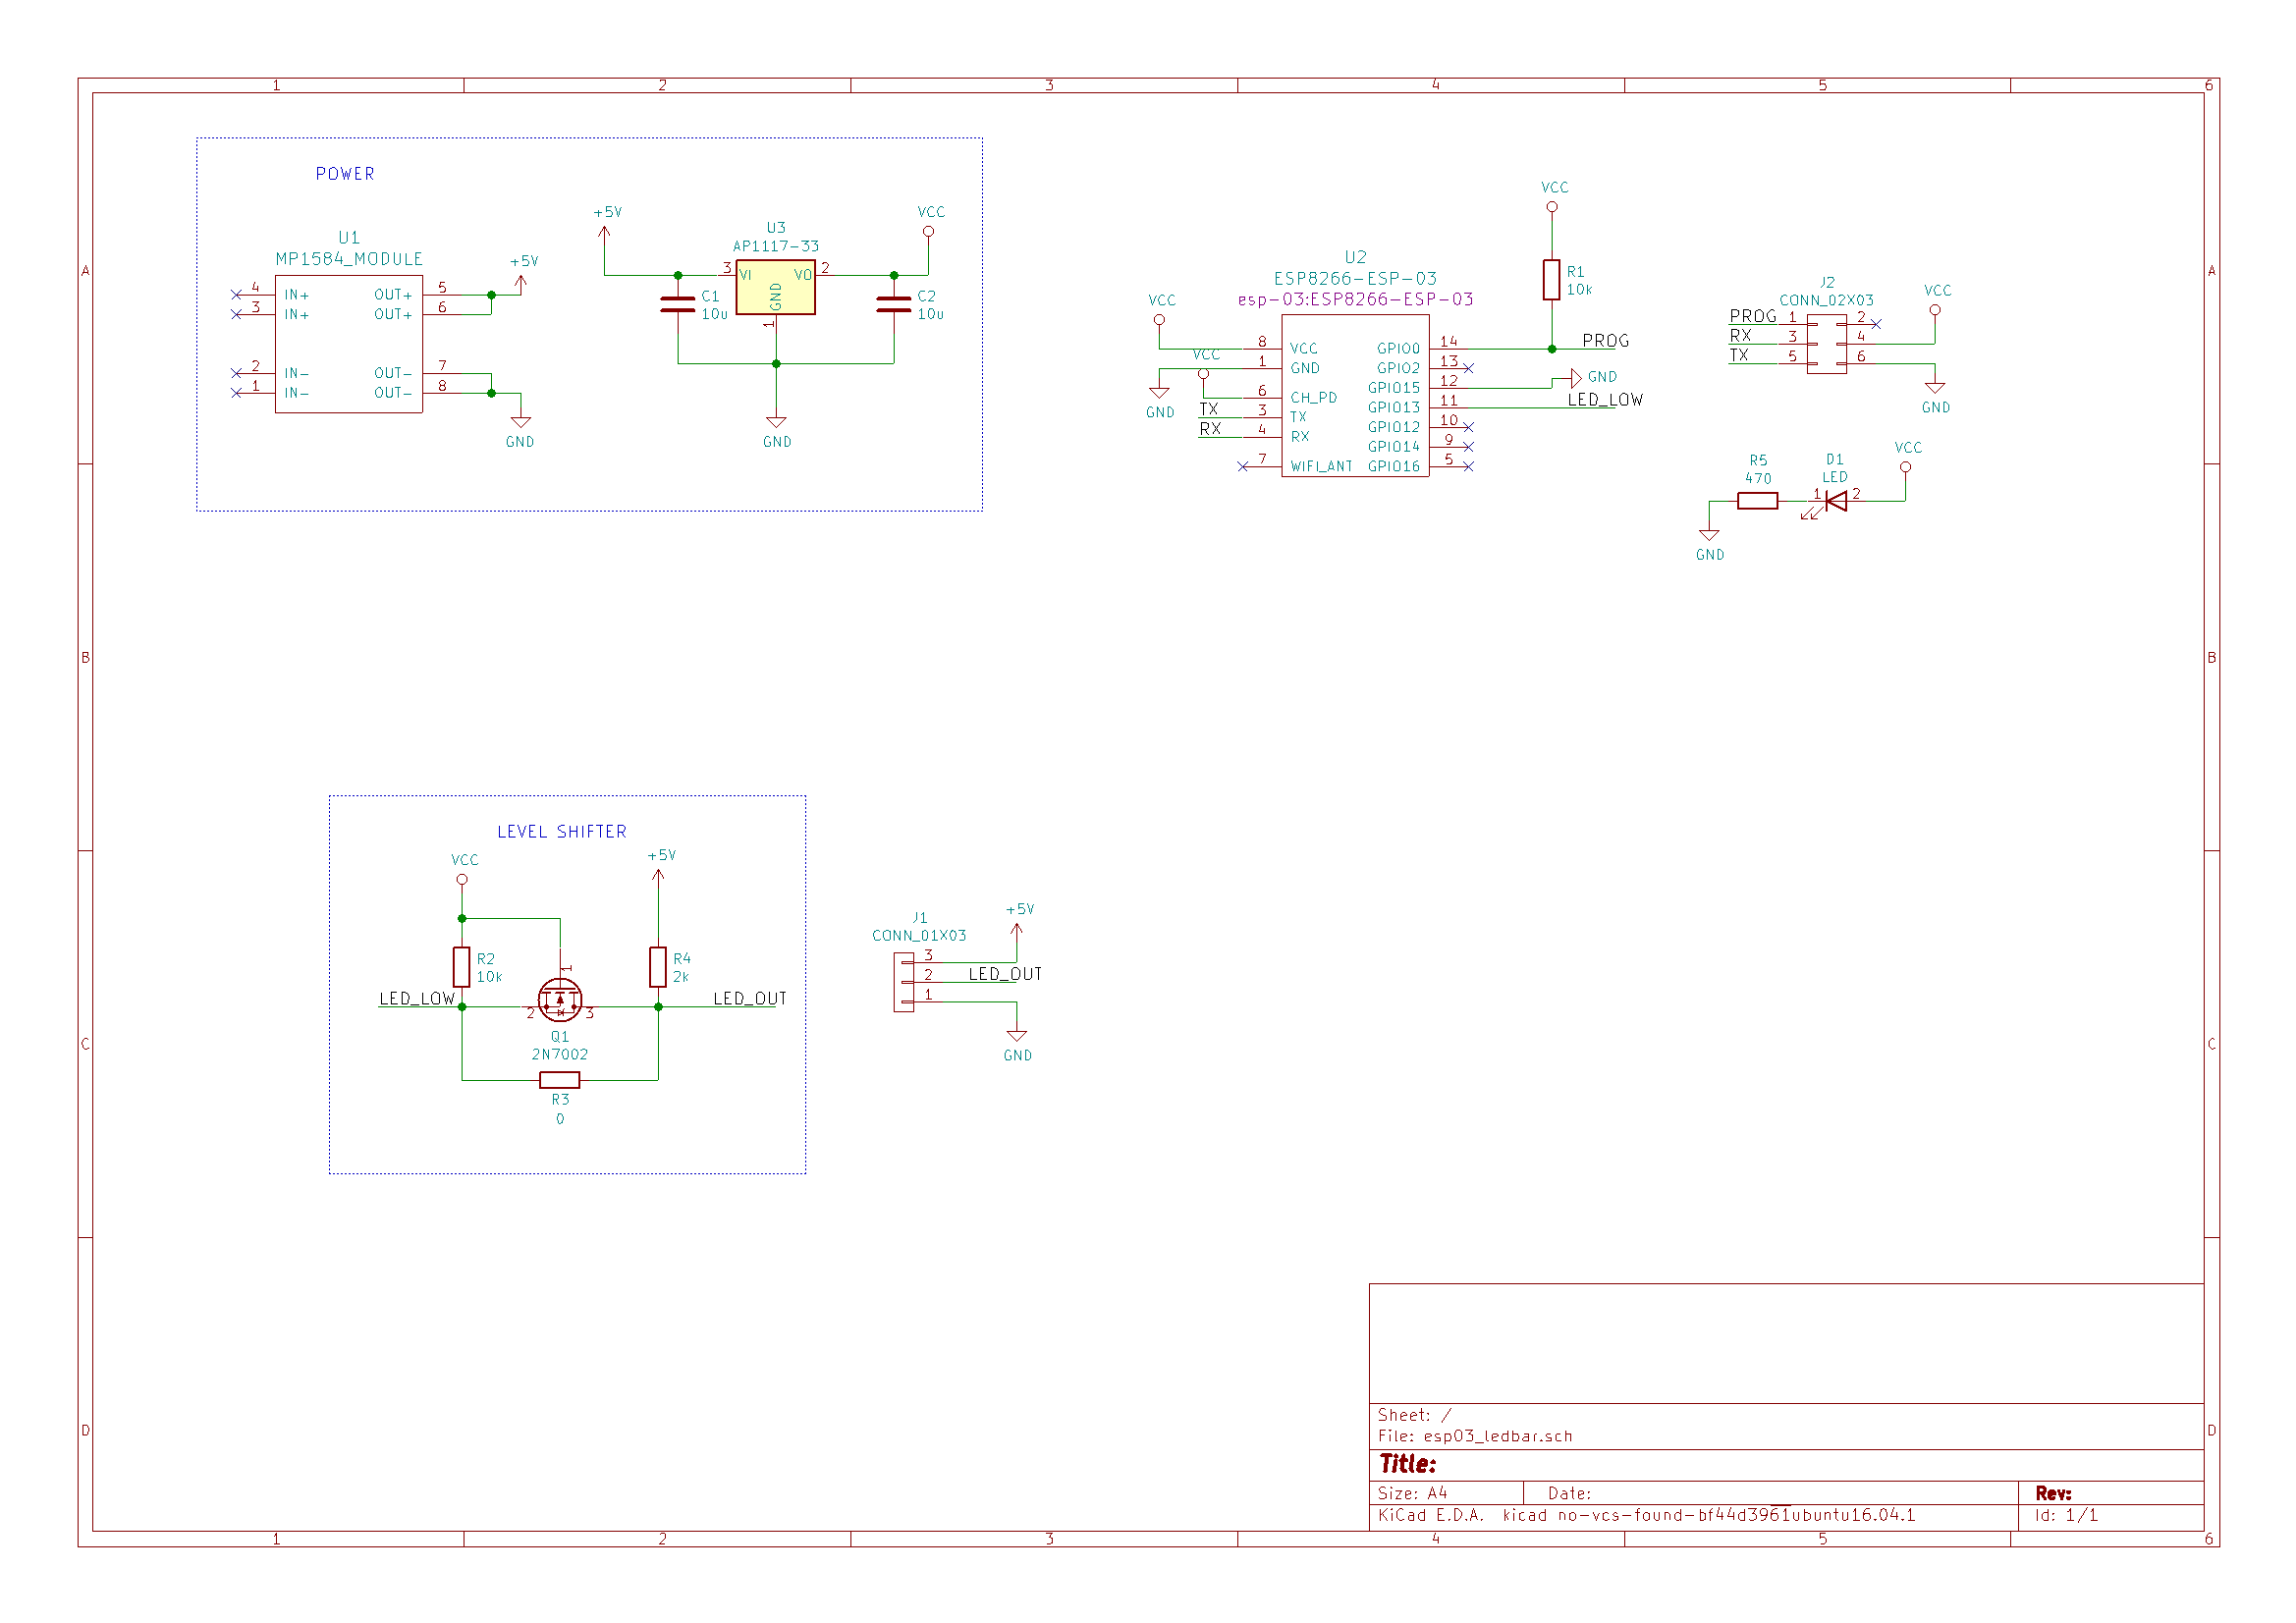 1 2 3 4 5 6
A A
B B
C C
D D
1 2 3 4 5 6
POWER
U1
MP1584_MODULE
4 IN+ OUT+ 5
3 IN+ OUT+ 6
2 IN- OUT- 7
1 IN- OUT- 8
+5V
GND
+5V
U3
AP1117-33
3 VI VO 2
GND
1
C1
10u
C2
10u
VCC
GND
U2
ESP8266-ESP-03
esp-03:ESP8266-ESP-03
VCC
VCC
GND
TX
RX
8 VCC GPIO0 14
1 GND GPIO2 13
GPIO15 12
6 CH_PD GPIO13 11
3 TX GPIO12 10
4 RX GPIO14 9
7 WIFI_ANT GPIO16 5
VCC
R1
10k
PROG
GND
LED_LOW
J2
CONN_02X03
PROG 1 2
RX 3 4
TX 5 6
VCC
GND
R5
470
D1
LED
1 2
VCC
GND
LEVEL SHIFTER
VCC
+5V
R2
10k
R4
2k
1
LED_LOW
LED_OUT
2 3
Q1
2N7002
R3
0
J1
CONN_01X03
+5V
3
2 LED_OUT
1
GND
Sheet: /
File: esp03_ledbar.sch
Title:
Size: A4 Date: Rev:
KiCad E.D.A. kicad no-vcs-found-bf44d3961ubuntu16.04.1 Id: 1/1